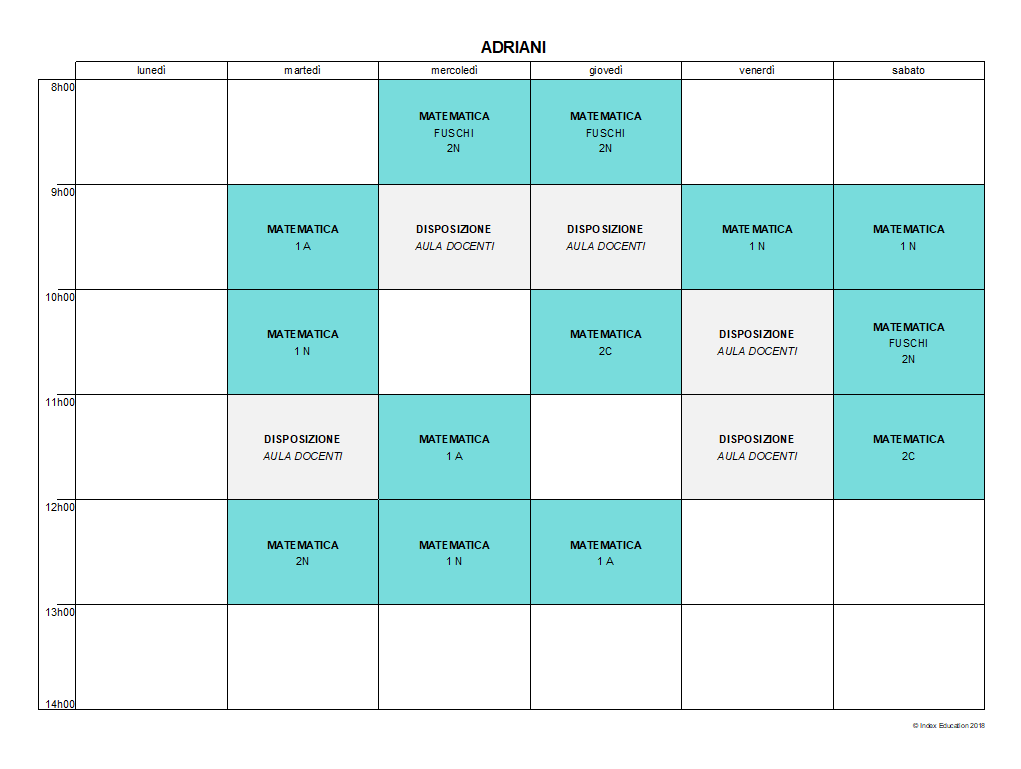 ADRIANI
lunedì martedì mercoledì giovedì venerdì sabato
8h00
MATEMATICA
FUSCHI
2N
MATEMATICA
FUSCHI
2N
9h00
MATEMATICA
1 A
DISPOSIZIONE
AULA DOCENTI
DISPOSIZIONE
AULA DOCENTI
MATEMATICA
1 N
MATEMATICA
1 N
10h00
MATEMATICA
1 N
MATEMATICA
2C
DISPOSIZIONE
AULA DOCENTI
MATEMATICA
FUSCHI
2N
11h00
DISPOSIZIONE
AULA DOCENTI
MATEMATICA
1 A
DISPOSIZIONE
AULA DOCENTI
MATEMATICA
2C
12h00
MATEMATICA
2N
MATEMATICA
1 N
MATEMATICA
1 A
13h00
14h00
© Index Education 2018